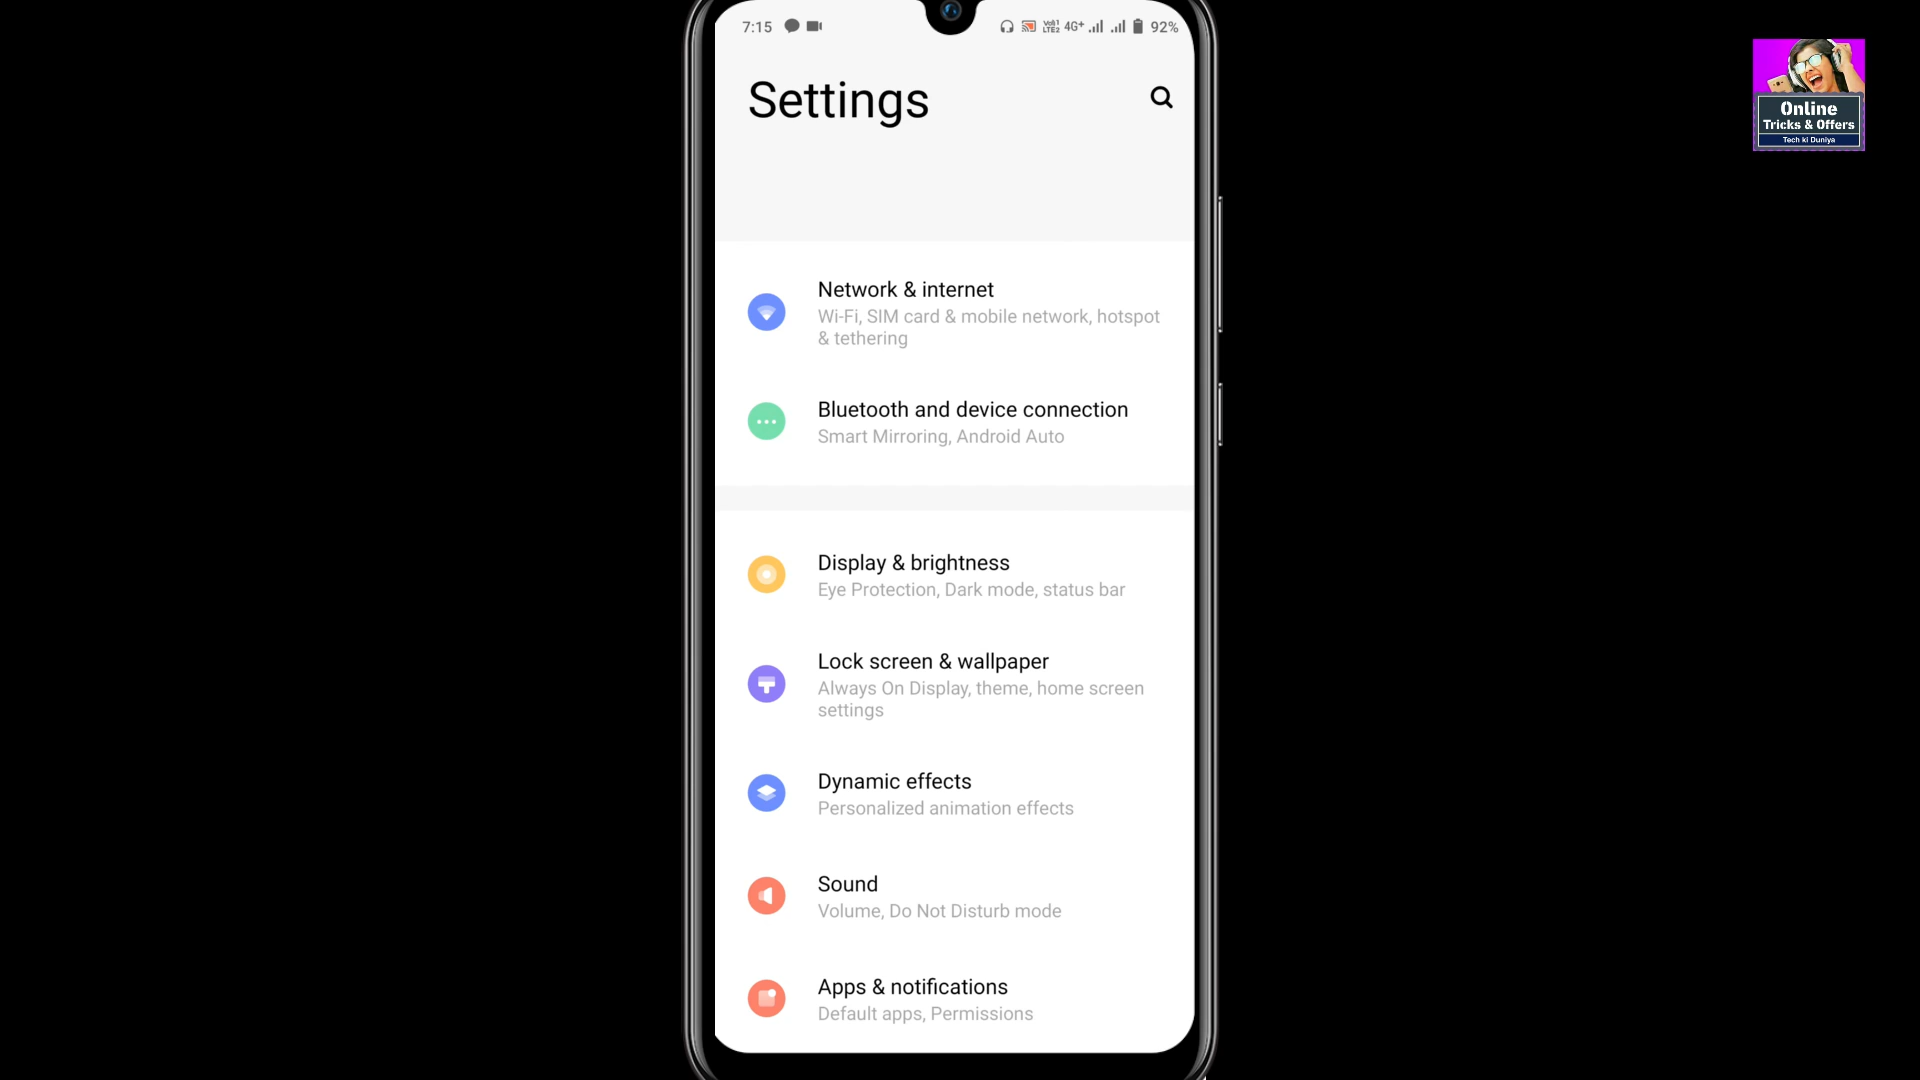 7:15
Vo1 LTE2 4G+ 92%
Settings
Network & internet
Wi-Fi, SIM card & mobile network, hotspot
& tethering
Bluetooth and device connection
Smart Mirroring, Android Auto
Display & brightness
Eye Protection, Dark mode, status bar
Lock screen & wallpaper
Always On Display, theme, home screen
settings
Dynamic effects
Personalized animation effects
Sound
Volume, Do Not Disturb mode
Apps & notifications
Default apps, Permissions
Online
Tricks & Offers
Tech ki Duniya